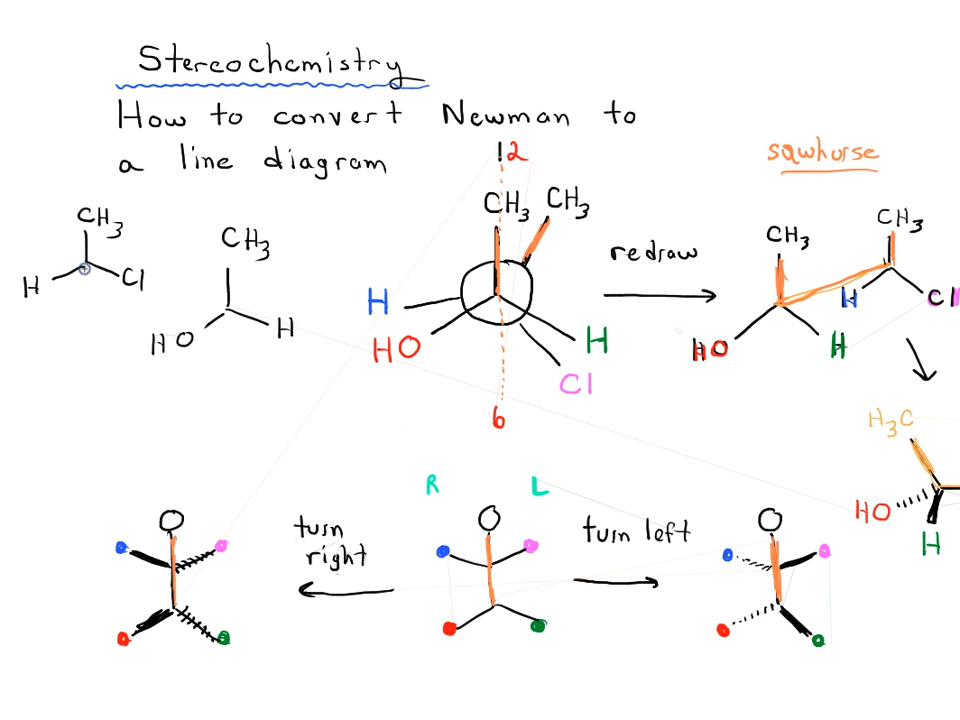 Stereochemistry
How to convert Newman to
a line diagram
12
sawhorse
CH3
H
Cl
CH3
HO
H
CH3
CH3
H
HO
H
Cl
6
redraw
CH3
CH3
H
Cl
HO
H
H3C
HO
H
R
L
turn
right
turn left